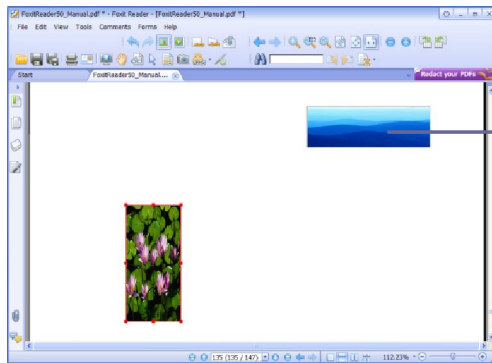 FoxitReader50_Manual.pdf * - Foxit Reader - [FoxitReader50_Manual.pdf *]
File Edit View Tools Comments Forms Help
Start
FoxitReader50_Manual....
Redact your PDFs
135 (135 / 147)
112.23%